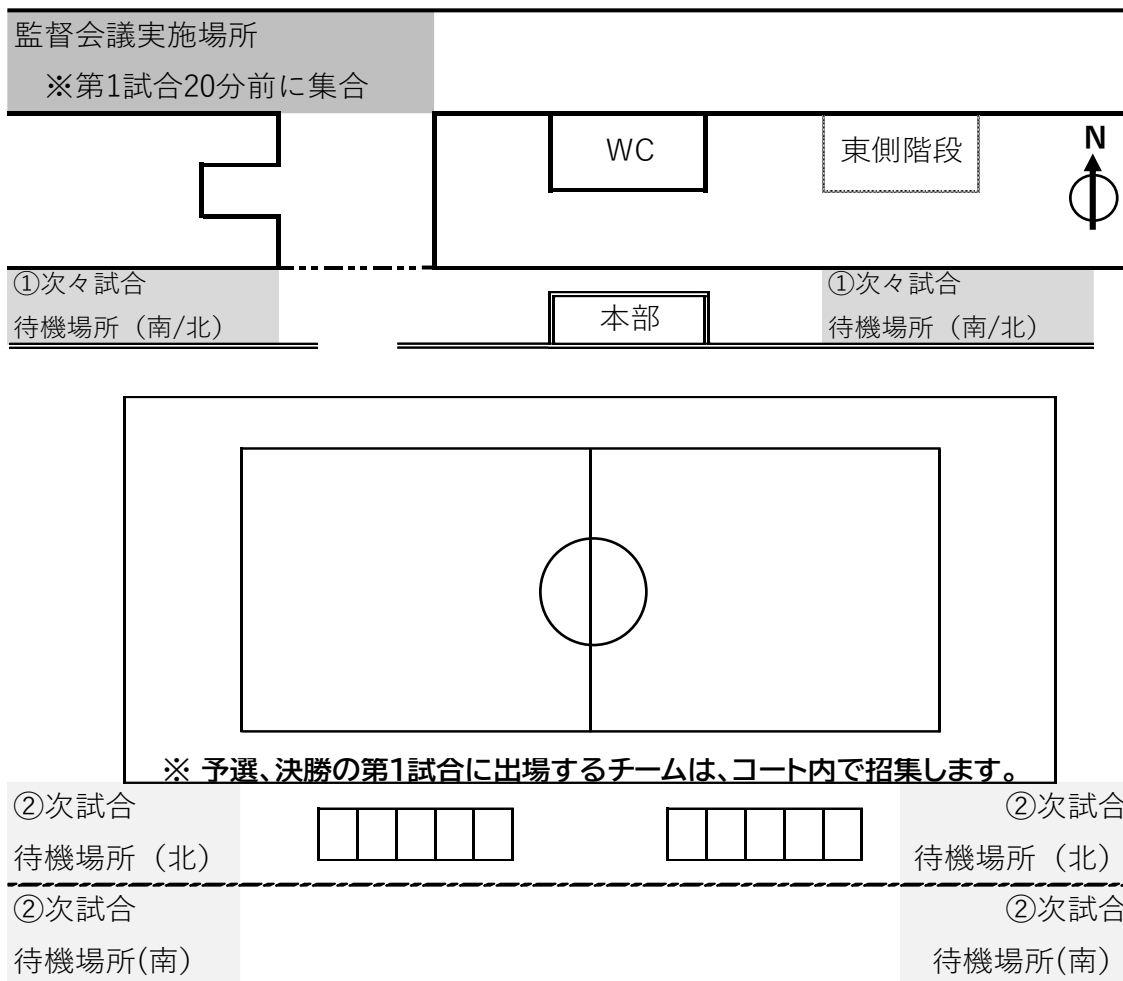 監督会議実施場所
※第1試合20分前に集合
WC
東側階段
N
①次々試合
待機場所（南/北）
本部
①次々試合
待機場所（南/北）
※ 予選、決勝の第1試合に出場するチームは、コート内で招集します。
②次試合
待機場所（北）
②次試合
待機場所（北）
②次試合
待機場所(南)
②次試合
待機場所(南)